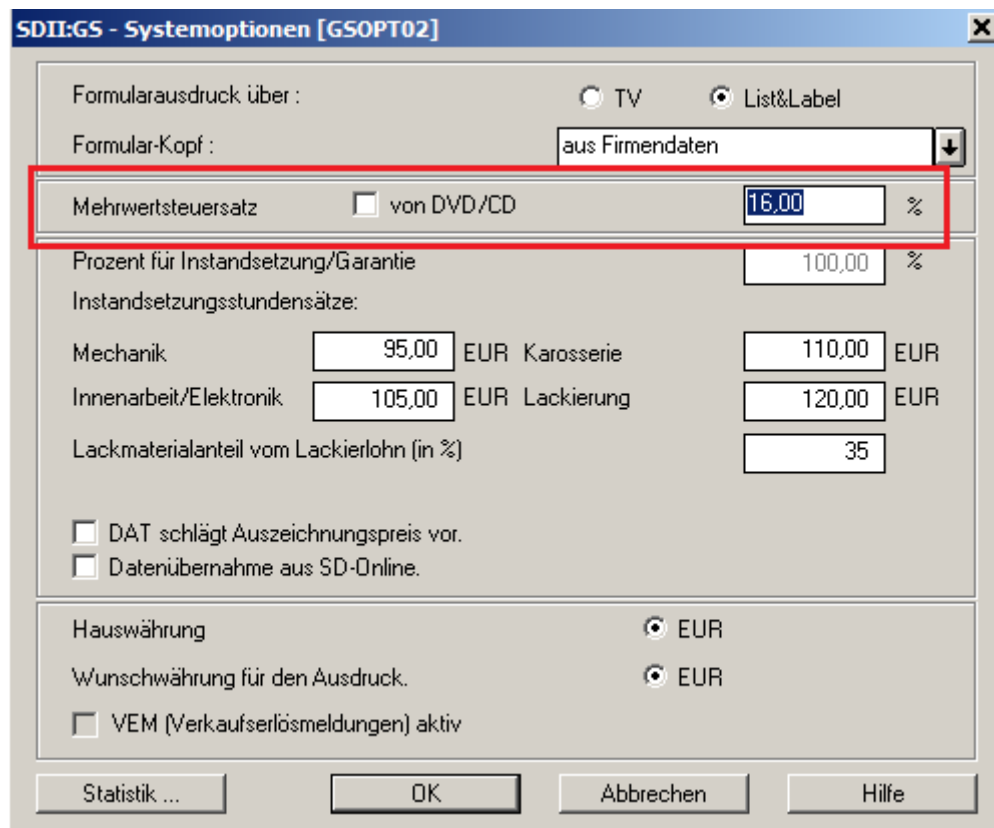 SDII:GS - Systemoptionen [GSOPT02]
Formularausdruck über : TV List&Label
Formular-Kopf : aus Firmendaten
Mehrwertsteuersatz von DVD/CD 16,00 %
Prozent für Instandsetzung/Garantie 100,00 %
Instandsetzungsstundensätze:
Mechanik 95,00 EUR Karosserie 110,00 EUR
Innenarbeit/Elektronik 105,00 EUR Lackierung 120,00 EUR
Lackmaterialanteil vom Lackierlohn (in %) 35
DAT schlägt Auszeichnungspreis vor.
Datenübernahme aus SD-Online.
Hauswährung EUR
Wunschwährung für den Ausdruck. EUR
VEM (Verkaufserlösmeldungen) aktiv
Statistik ... OK Abbrechen Hilfe